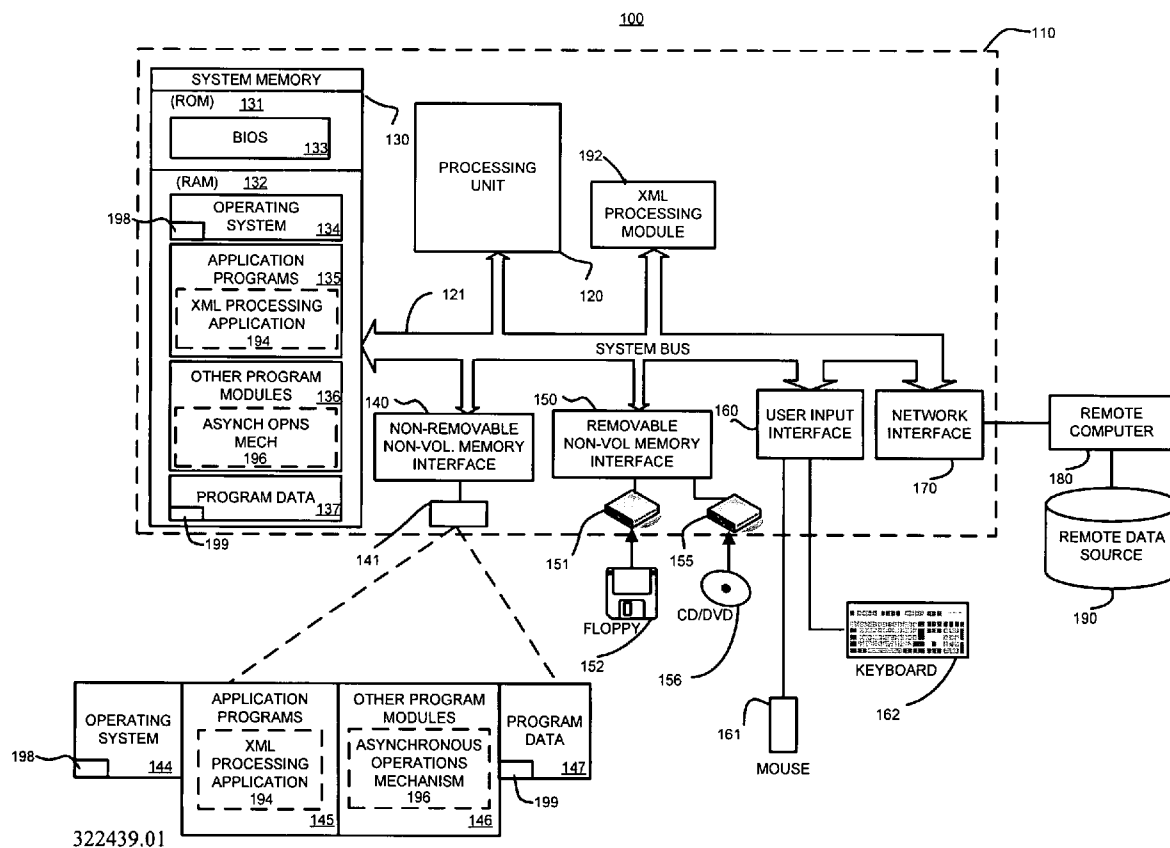 100
110
SYSTEM MEMORY
(ROM) 131
BIOS
133
130
(RAM) 132
198
OPERATING
SYSTEM
134
APPLICATION
PROGRAMS
135
XML PROCESSING
APPLICATION
194
OTHER PROGRAM
MODULES
136
ASYNCH OPNS
MECH
196
PROGRAM DATA
137
199
PROCESSING
UNIT
120
192
XML
PROCESSING
MODULE
121
SYSTEM BUS
140
NON-REMOVABLE
NON-VOL. MEMORY
INTERFACE
150
REMOVABLE
NON-VOL MEMORY
INTERFACE
160
USER INPUT
INTERFACE
NETWORK
INTERFACE
170
REMOTE
COMPUTER
180
REMOTE DATA
SOURCE
190
141
151
155
FLOPPY
152
CD/DVD
156
KEYBOARD
162
161
MOUSE
OPERATING
SYSTEM
198
144
APPLICATION
PROGRAMS
XML
PROCESSING
APPLICATION
194
145
OTHER PROGRAM
MODULES
ASYNCHRONOUS
OPERATIONS
MECHANISM
196
146
PROGRAM
DATA
147
199
322439.01